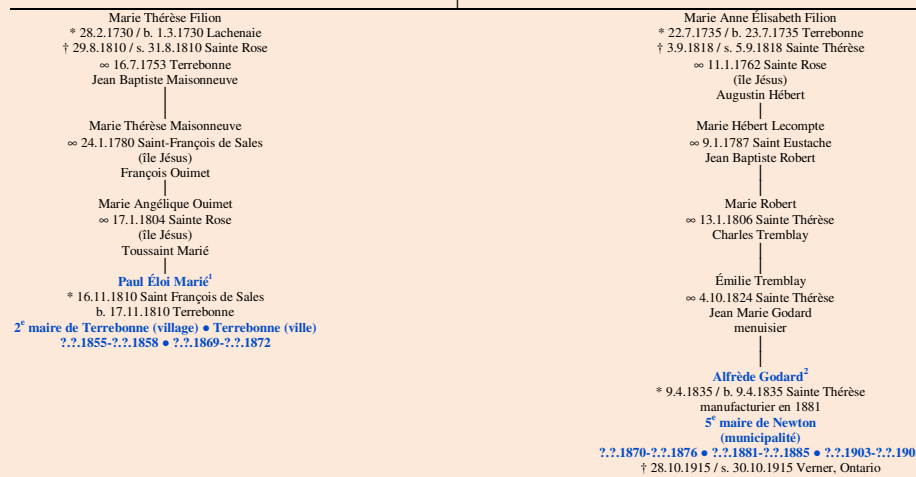 Marie Thérèse Filion
* 28.2.1730 / b. 1.3.1730 Lachenaie
† 29.8.1810 / s. 31.8.1810 Sainte Rose
∞ 16.7.1753 Terrebonne
Jean Baptiste Maisonneuve
Marie Thérèse Maisonneuve
∞ 24.1.1780 Saint-François de Sales
(île Jésus)
François Ouimet
Marie Angélique Ouimet
∞ 17.1.1804 Sainte Rose
(île Jésus)
Toussaint Marié
Paul Éloi Marié¹
* 16.11.1810 Saint François de Sales
b. 17.11.1810 Terrebonne
2e maire de Terrebonne (village) ● Terrebonne (ville)
?.?.1855-?.?.1858 ● ?.?.1869-?.?.1872
Marie Anne Élisabeth Filion
* 22.7.1735 / b. 23.7.1735 Terrebonne
† 3.9.1818 / s. 5.9.1818 Sainte Thérèse
∞ 11.1.1762 Sainte Rose
(île Jésus)
Augustin Hébert
Marie Hébert Lecompte
∞ 9.1.1787 Saint Eustache
Jean Baptiste Robert
Marie Robert
∞ 13.1.1806 Sainte Thérèse
Charles Tremblay
Émilie Tremblay
∞ 4.10.1824 Sainte Thérèse
Jean Marie Godard
menuisier
Alfrède Godard²
* 9.4.1835 / b. 9.4.1835 Sainte Thérèse
manufacturier en 1881
5e maire de Newton
(municipalité)
?.?.1870-?.?.1876 ● ?.?.1881-?.?.1885 ● ?.?.1903-?.?.190
† 28.10.1915 / s. 30.10.1915 Verner, Ontario